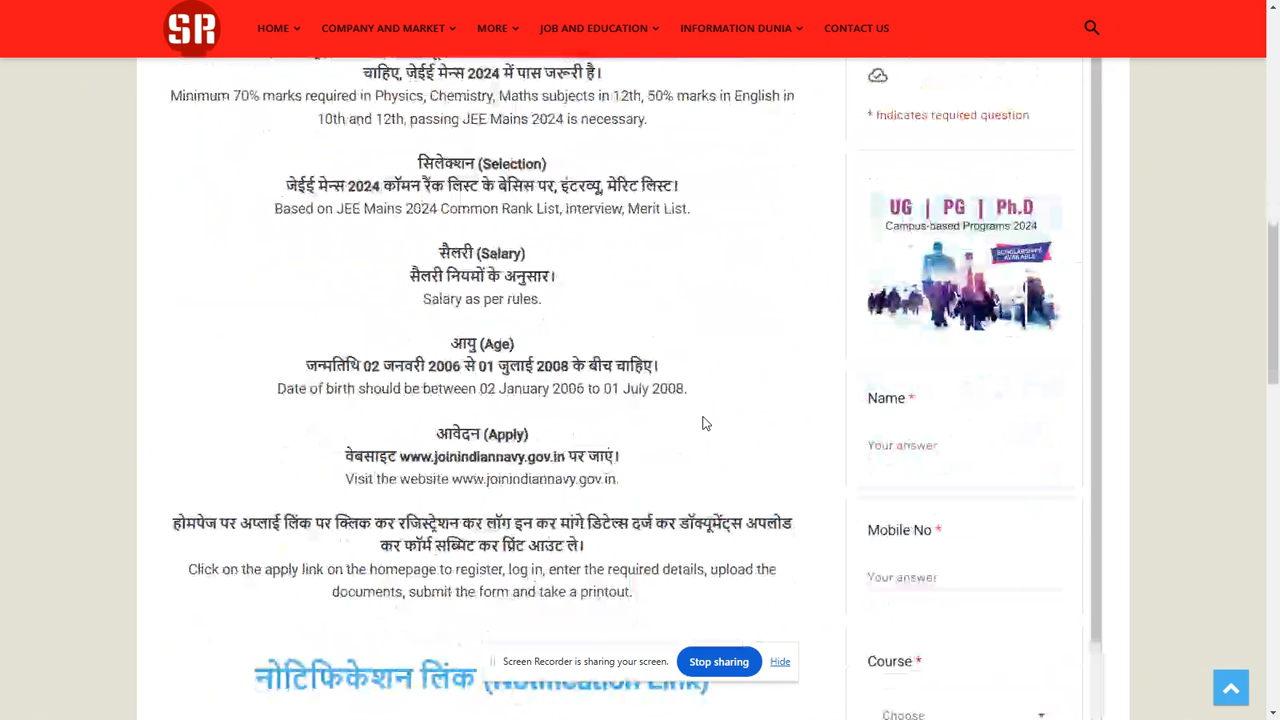 SR
HOME
COMPANY AND MARKET
MORE
JOB AND EDUCATION
INFORMATION DUNIA
CONTACT US
चाहिए, जेईई मेन्स 2024 में पास जरूरी है।
Minimum 70% marks required in Physics, Chemistry, Maths subjects in 12th, 50% marks in English in
10th and 12th, passing JEE Mains 2024 is necessary.
सिलेक्शन (Selection)
जेईई मेन्स 2024 कॉमन रैंक लिस्ट के बेसिस पर, इंटरव्यू, मेरिट लिस्ट।
Based on JEE Mains 2024 Common Rank List, Interview, Merit List.
सैलरी (Salary)
सैलरी नियमों के अनुसार।
Salary as per rules.
आयु (Age)
जन्मतिथि 02 जनवरी 2006 से 01 जुलाई 2008 के बीच चाहिए।
Date of birth should be between 02 January 2006 to 01 July 2008.
आवेदन (Apply)
वेबसाइट www.joinindiannavy.gov.in पर जाएं।
Visit the website www.joinindiannavy.gov.in.
होमपेज पर अप्लाई लिंक पर क्लिक कर रजिस्ट्रेशन कर लॉग इन कर मांगे डिटेल्स दर्ज कर डॉक्यूमेंट्स अपलोड
कर फॉर्म सब्मिट कर प्रिंट आउट ले।
Click on the apply link on the homepage to register, log in, enter the required details, upload the
documents, submit the form and take a printout.
नोटिफिकेशन लिंक (Notification Link)
Screen Recorder is sharing your screen.
Stop sharing
Hide
* Indicates required question
UG | PG | Ph.D
Campus-based Programs 2024
SCHOLARSHIPS
AVAILABLE
Name *
Your answer
Mobile No *
Your answer
Course *
Choose